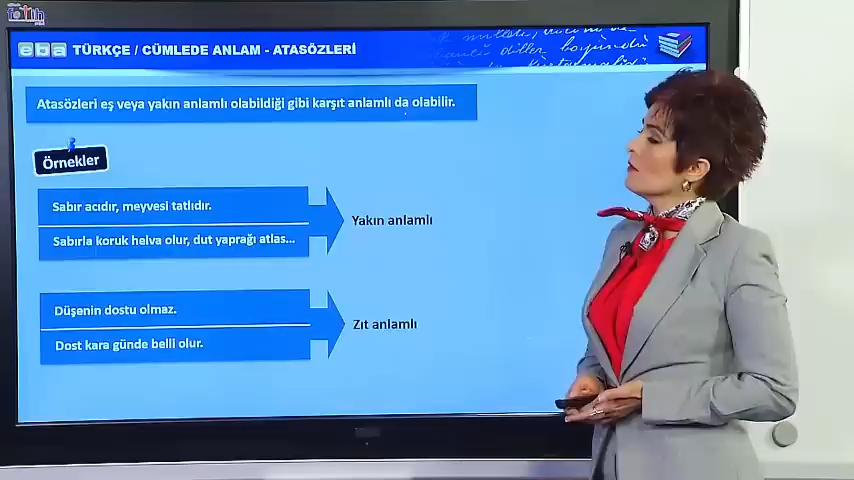 eba TÜRKÇE / CÜMLEDE ANLAM - ATASÖZLERİ
Atasözleri eş veya yakın anlamlı olabildiği gibi karşıt anlamlı da olabilir.
Örnekler
Sabır acıdır, meyvesi tatlıdır.
Sabırla koruk helva olur, dut yaprağı atlas...
Yakın anlamlı
Düşenin dostu olmaz.
Dost kara günde belli olur.
Zıt anlamlı